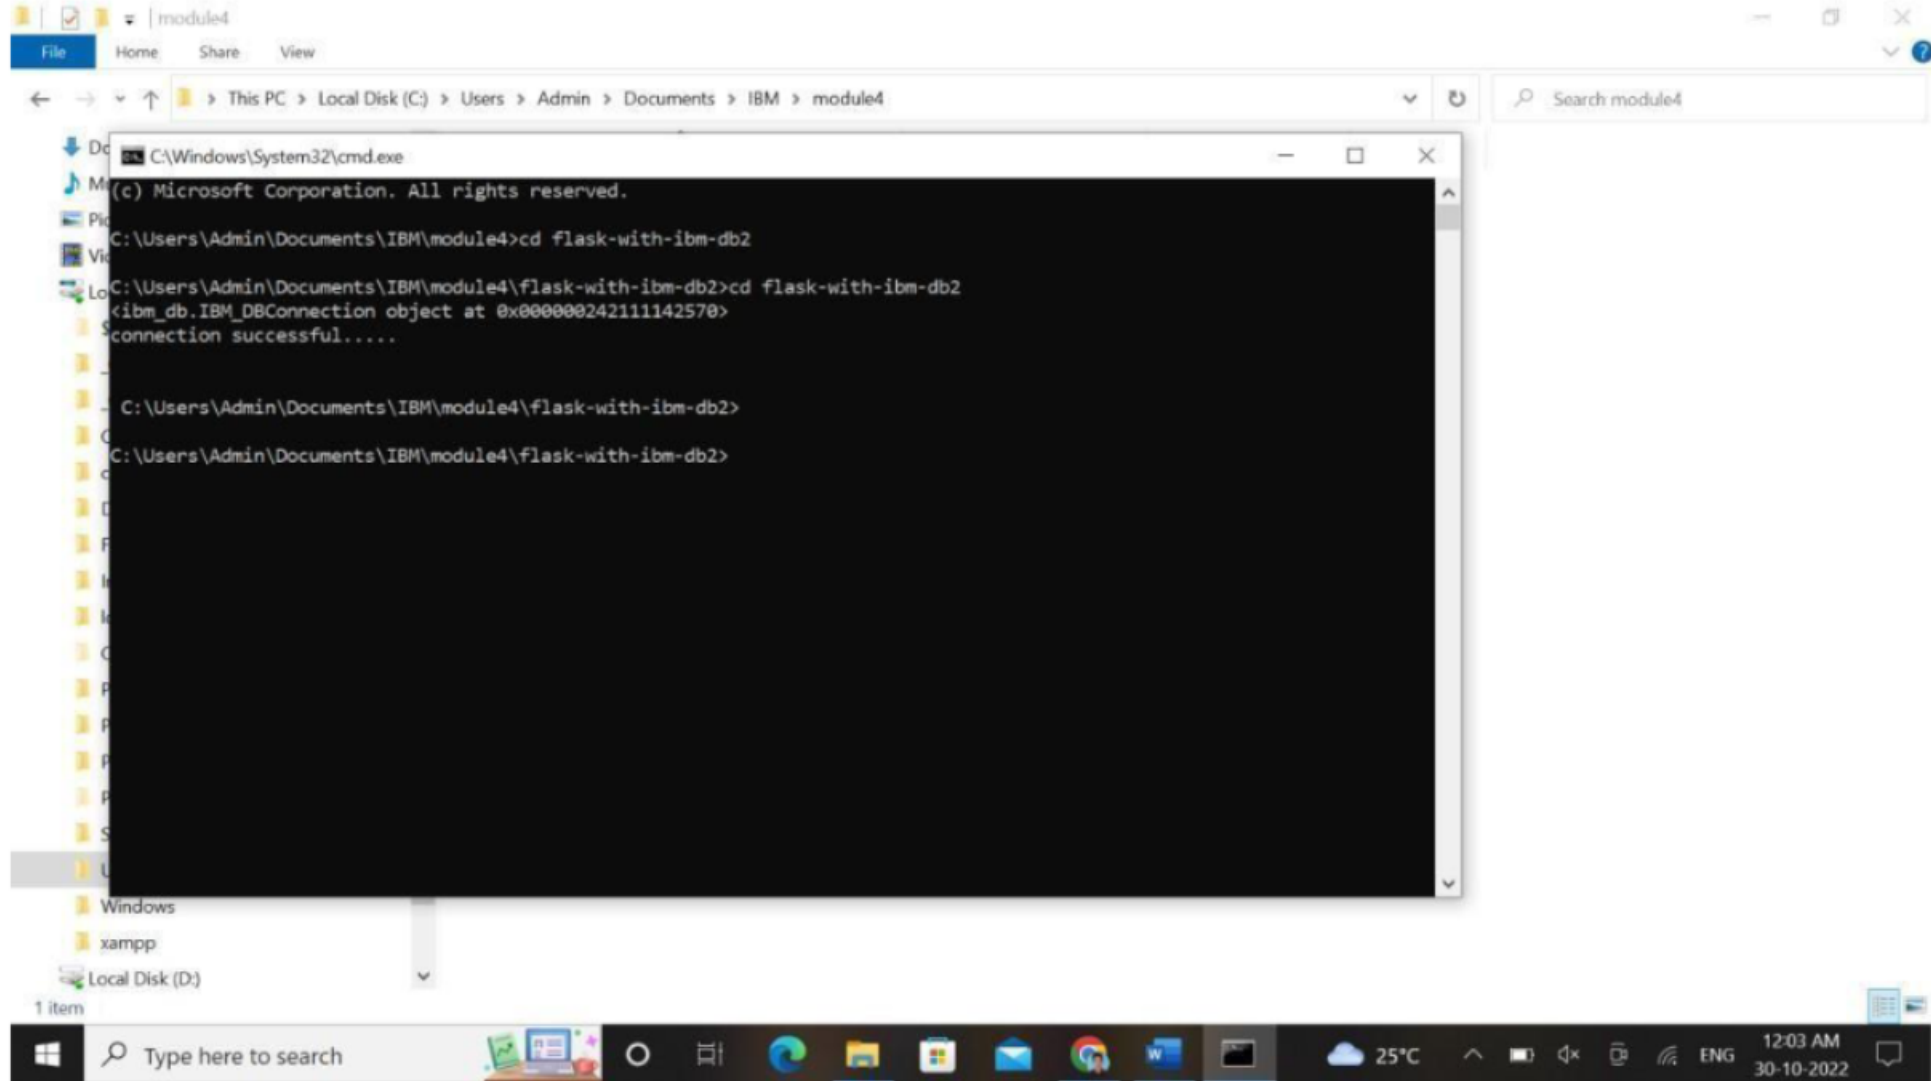 module4
File Home Share View
This PC > Local Disk (C:) > Users > Admin > Documents > IBM > module4
Search module4
C:\Windows\System32\cmd.exe
(c) Microsoft Corporation. All rights reserved.
C:\Users\Admin\Documents\IBM\module4>cd flask-with-ibm-db2
C:\Users\Admin\Documents\IBM\module4\flask-with-ibm-db2>cd flask-with-ibm-db2
<ibm_db.IBM_DBConnection object at 0x000000242111142570>
connection successful.....
C:\Users\Admin\Documents\IBM\module4\flask-with-ibm-db2>
C:\Users\Admin\Documents\IBM\module4\flask-with-ibm-db2>
Windows
xampp
Local Disk (D:)
1 item
Type here to search
25°C
ENG
12:03 AM
30-10-2022